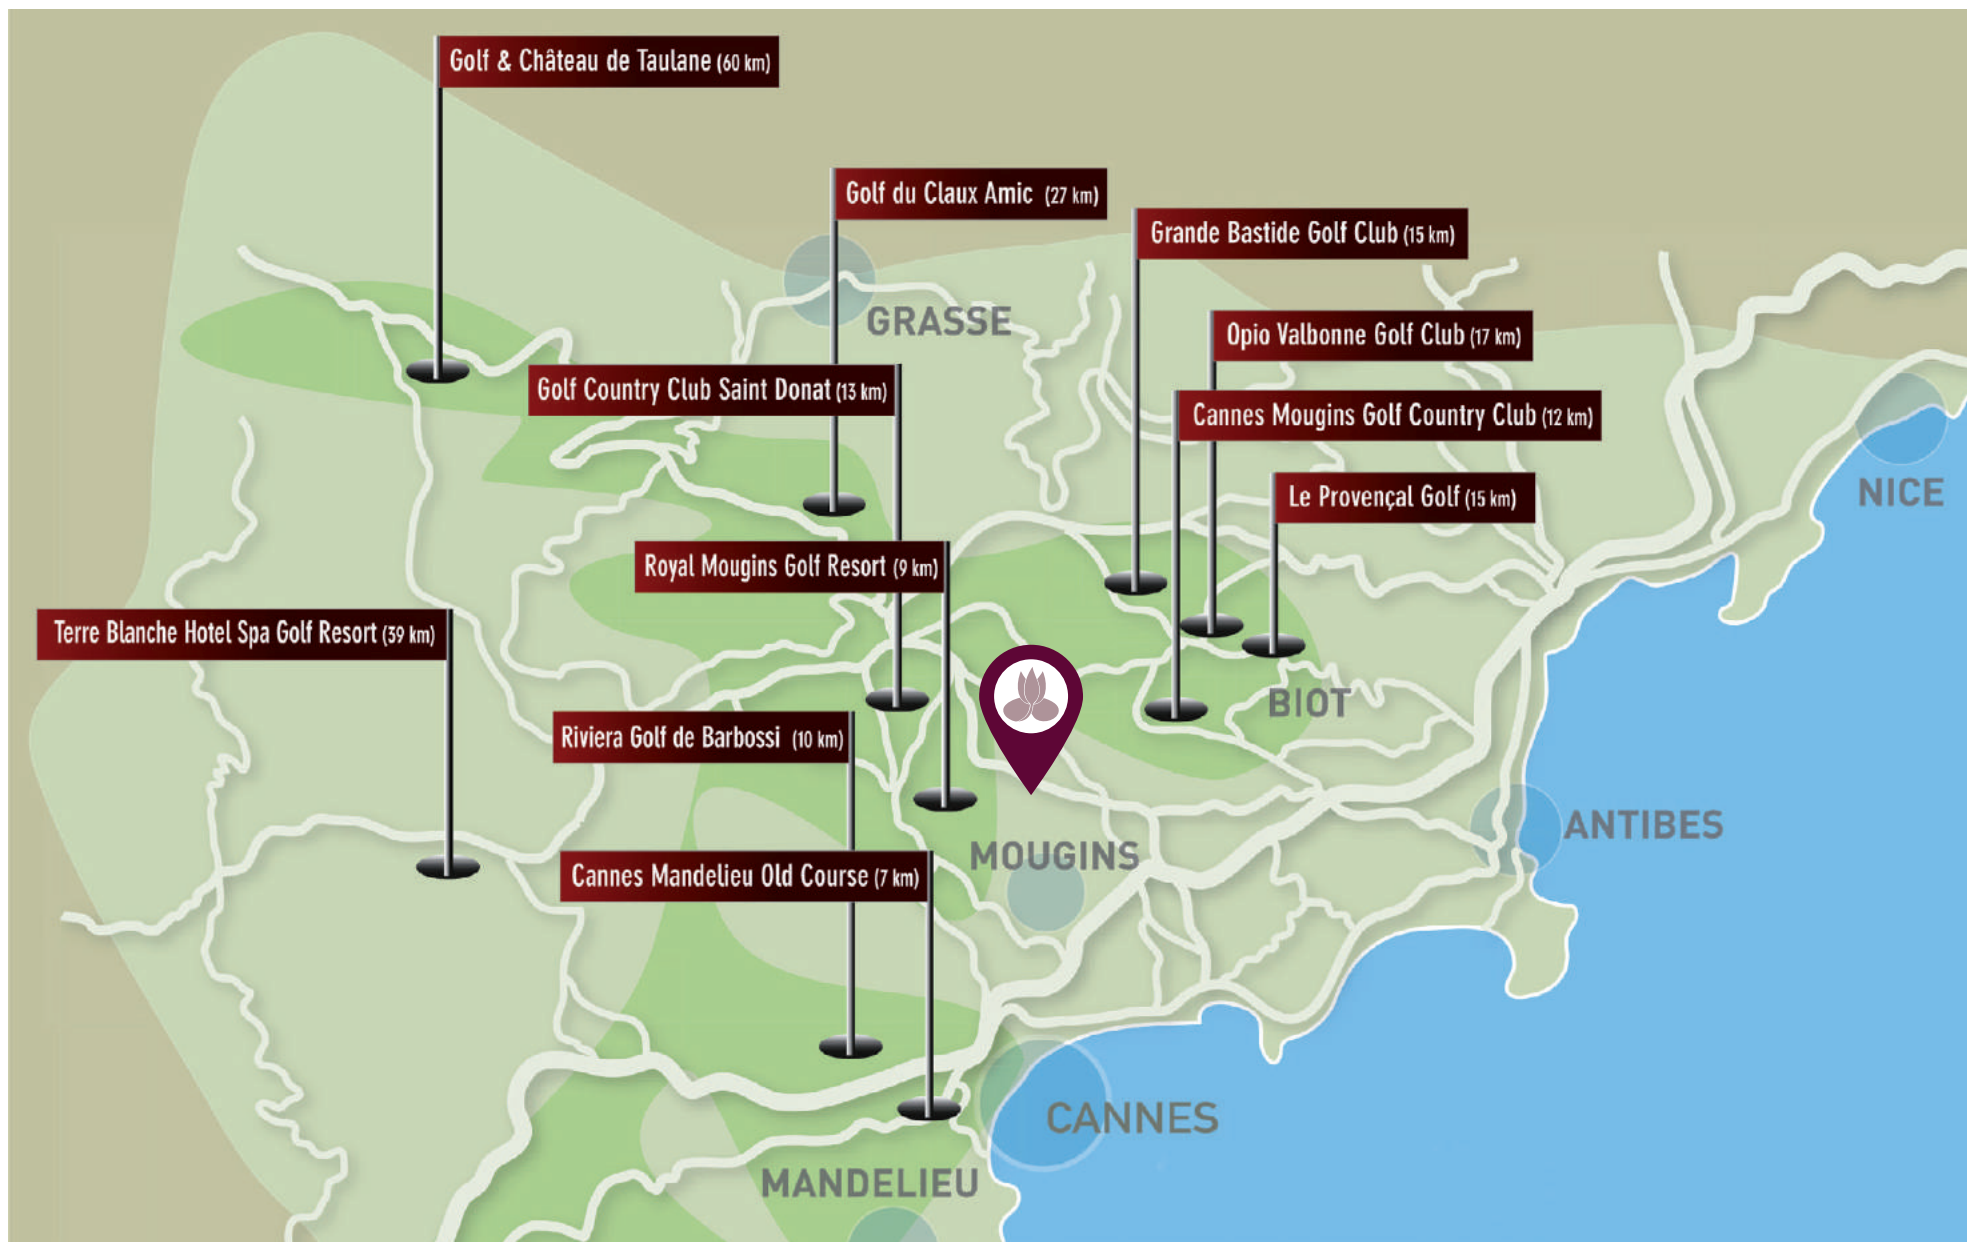 Golf & Château de Taulane (60 km)
Golf du Claux Amic (27 km)
Grande Bastide Golf Club (15 km)
GRASSE
Opio Valbonne Golf Club (17 km)
Golf Country Club Saint Donat (13 km)
Cannes Mougins Golf Country Club (12 km)
Le Provençal Golf (15 km)
NICE
Royal Mougins Golf Resort (9 km)
Terre Blanche Hotel Spa Golf Resort (39 km)
BIOT
Riviera Golf de Barbossi (10 km)
ANTIBES
MOUGINS
Cannes Mandelieu Old Course (7 km)
CANNES
MANDELIEU